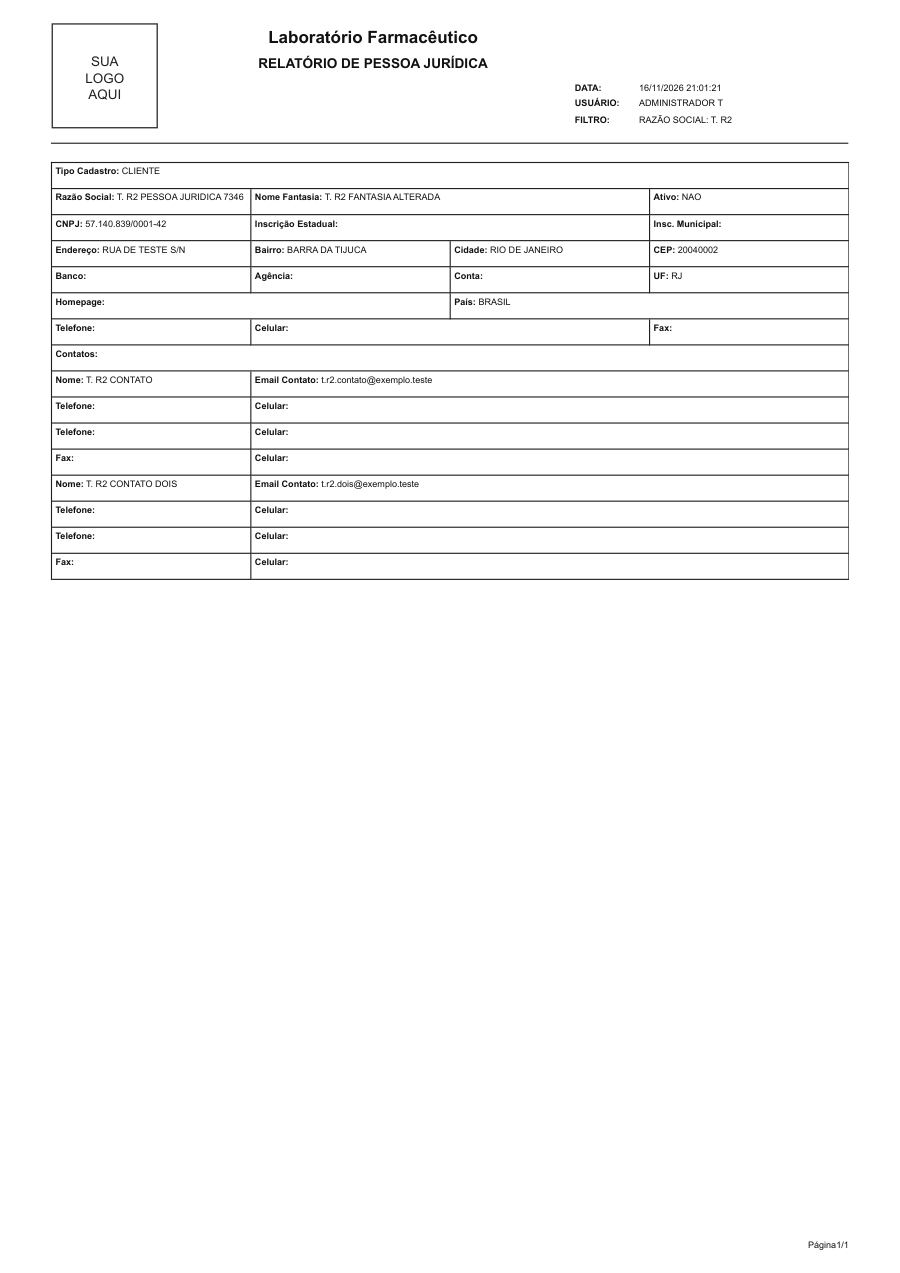 SUA
LOGO
AQUI
Laboratório Farmacêutico
RELATÓRIO DE PESSOA JURÍDICA
DATA: 16/11/2026 21:01:21
USUÁRIO: ADMINISTRADOR T
FILTRO: RAZÃO SOCIAL: T. R2
Tipo Cadastro: CLIENTE
Razão Social: T. R2 PESSOA JURIDICA 7346 Nome Fantasia: T. R2 FANTASIA ALTERADA Ativo: NAO
CNPJ: 57.140.839/0001-42 Inscrição Estadual: Insc. Municipal:
Endereço: RUA DE TESTE S/N Bairro: BARRA DA TIJUCA Cidade: RIO DE JANEIRO CEP: 20040002
Banco: Agência: Conta: UF: RJ
Homepage: País: BRASIL
Telefone: Celular: Fax:
Contatos:
Nome: T. R2 CONTATO Email Contato: t.r2.contato@exemplo.teste
Telefone: Celular:
Telefone: Celular:
Fax: Celular:
Nome: T. R2 CONTATO DOIS Email Contato: t.r2.dois@exemplo.teste
Telefone: Celular:
Telefone: Celular:
Fax: Celular:
Página1/1